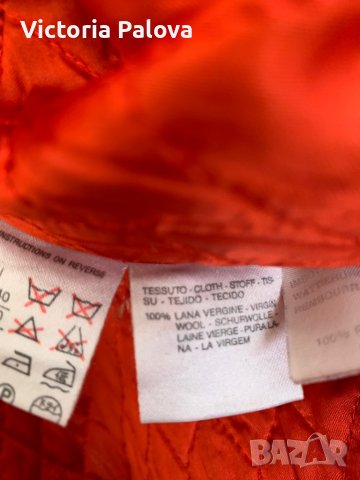 Victoria Palova
INSTRUCTIONS ON REVERSE
40
P
TESSUTO - CLOTH - STOFF - TIS-
SU - TEJIDO - TECIDO
100% LANA VERGINE - VIRGIN
WOOL - SCHURWOLLE -
LAINE VIERGE - PURA LA-
NA - LA VIRGEM
100%
BAZAR